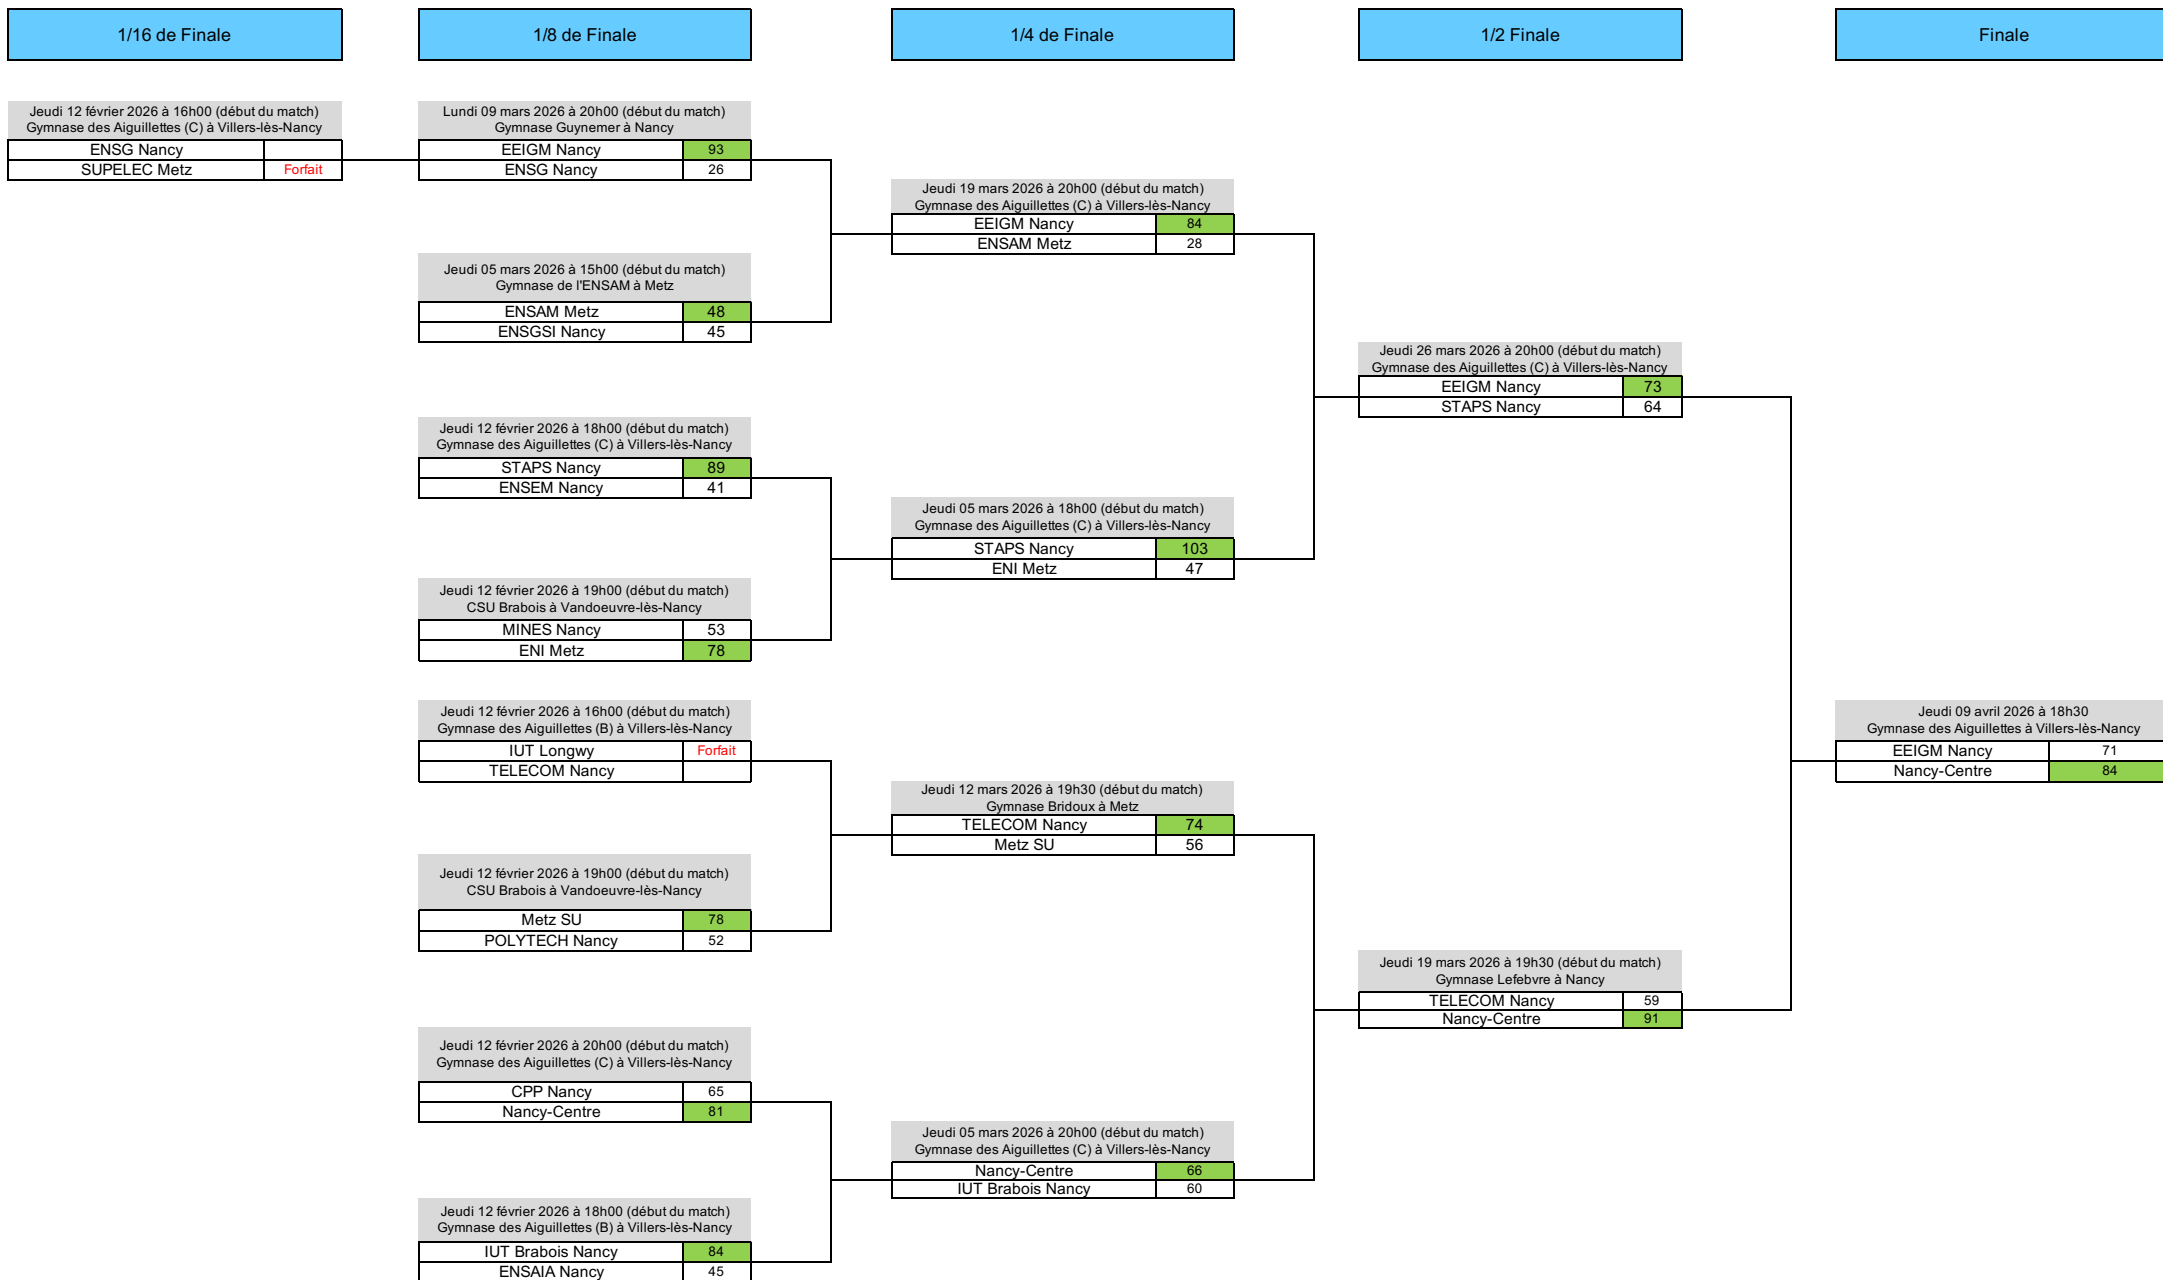 1/16 de Finale
1/8 de Finale
1/4 de Finale
1/2 Finale
Finale
Jeudi 12 février 2026 à 16h00 (début du match)
Gymnase des Aiguillettes (C) à Villers-lès-Nancy
ENSG Nancy
SUPELEC Metz Forfait
Lundi 09 mars 2026 à 20h00 (début du match)
Gymnase Guynemer à Nancy
EEIGM Nancy 93
ENSG Nancy 26
Jeudi 05 mars 2026 à 15h00 (début du match)
Gymnase de l'ENSAM à Metz
ENSAM Metz 48
ENSGSI Nancy 45
Jeudi 12 février 2026 à 18h00 (début du match)
Gymnase des Aiguillettes (C) à Villers-lès-Nancy
STAPS Nancy 89
ENSEM Nancy 41
Jeudi 12 février 2026 à 19h00 (début du match)
CSU Brabois à Vandoeuvre-lès-Nancy
MINES Nancy 53
ENI Metz 78
Jeudi 12 février 2026 à 16h00 (début du match)
Gymnase des Aiguillettes (B) à Villers-lès-Nancy
IUT Longwy Forfait
TELECOM Nancy
Jeudi 12 février 2026 à 19h00 (début du match)
CSU Brabois à Vandoeuvre-lès-Nancy
Metz SU 78
POLYTECH Nancy 52
Jeudi 12 février 2026 à 20h00 (début du match)
Gymnase des Aiguillettes (C) à Villers-lès-Nancy
CPP Nancy 65
Nancy-Centre 81
Jeudi 12 février 2026 à 18h00 (début du match)
Gymnase des Aiguillettes (B) à Villers-lès-Nancy
IUT Brabois Nancy 84
ENSAIA Nancy 45
Jeudi 19 mars 2026 à 20h00 (début du match)
Gymnase des Aiguillettes (C) à Villers-lès-Nancy
EEIGM Nancy 84
ENSAM Metz 28
Jeudi 05 mars 2026 à 18h00 (début du match)
Gymnase des Aiguillettes (C) à Villers-lès-Nancy
STAPS Nancy 103
ENI Metz 47
Jeudi 12 mars 2026 à 19h30 (début du match)
Gymnase Bridoux à Metz
TELECOM Nancy 74
Metz SU 56
Jeudi 05 mars 2026 à 20h00 (début du match)
Gymnase des Aiguillettes (C) à Villers-lès-Nancy
Nancy-Centre 66
IUT Brabois Nancy 60
Jeudi 26 mars 2026 à 20h00 (début du match)
Gymnase des Aiguillettes (C) à Villers-lès-Nancy
EEIGM Nancy 73
STAPS Nancy 64
Jeudi 19 mars 2026 à 19h30 (début du match)
Gymnase Lefebvre à Nancy
TELECOM Nancy 59
Nancy-Centre 91
Jeudi 09 avril 2026 à 18h30
Gymnase des Aiguillettes à Villers-lès-Nancy
EEIGM Nancy 71
Nancy-Centre 84